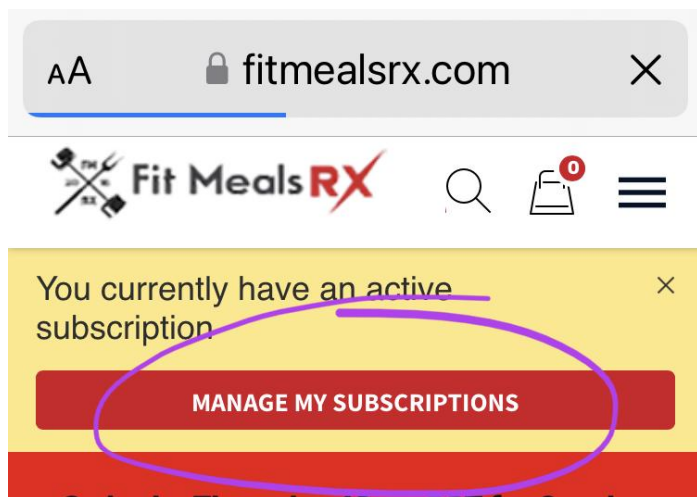 AA fitmealsrx.com
Fit Meals RX 0
You currently have an active
subscription
MANAGE MY SUBSCRIPTIONS